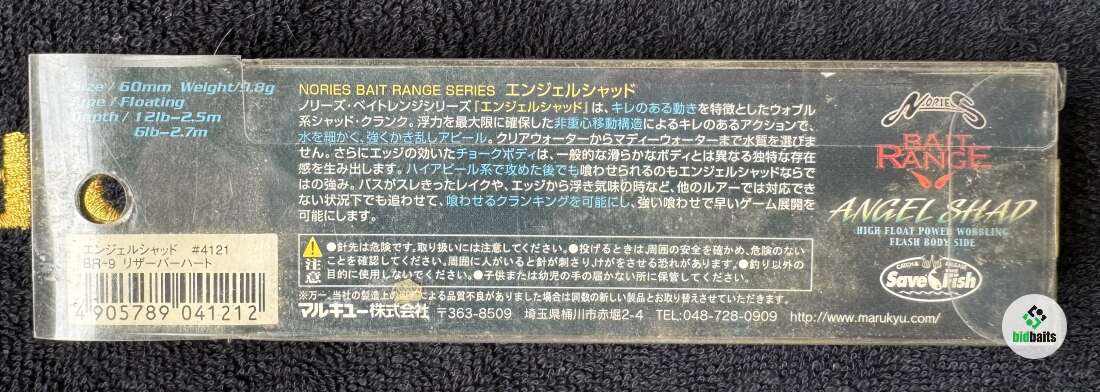 Size / 60mm Weight/9.8g
Type / Floating
Depth / 12lb-2.5m
6lb-2.7m
NORIES BAIT RANGE SERIES エンジェルシャッド
ノリーズ・ベイトレンジシリーズ「エンジェルシャッド」は、キレのある動きを特徴としたウォブル
系シャッド・クランク。浮力を最大限に確保した非重心移動構造によるキレのあるアクションで、
水を細かく、強くかき乱しアピール。クリアウォーターからマディーウォーターまで水質を選びま
せん。さらにエッジの効いたチョークボディは、一般的な滑らかなボディとは異なる独特な存在
感を生み出します。ハイアピール系で攻めた後でも喰わせられるのもエンジェルシャッドならで
はの強み。バスがスレきったレイクや、エッジから浮き気味の時など、他のルアーでは対応でき
ない状況下でも追わせて、喰わせるクランキングを可能にし、強い喰わせで早いゲーム展開を
可能にします。
注意
●針先は危険です。取り扱いには注意してください。●投げるときは、周囲の安全を確かめ、危険のない
ことを確認してください。周囲に人がいると針が刺さり、けがをさせる恐れがあります。●釣り以外の
目的に使用しないでください。●子供または幼児の手の届かない所に保管してください。
※万一、当社の製造上の
による品質不良がありました場合は同数の新しい製品とお取り替えさせていただきます。
マルキユー株式会社 〒363-8509 埼玉県桶川市赤堀2-4 TEL:048-728-0909 http://www.marukyu.com/
エンジェルシャッド #4121
BR-9 リザーバーハート
4 905789 041212
NORIES
BAIT
RANGE
ANGEL SHAD
HIGH FLOAT POWER WOBBLING
FLASH BODY SIDE
Save Fish
bidbaits